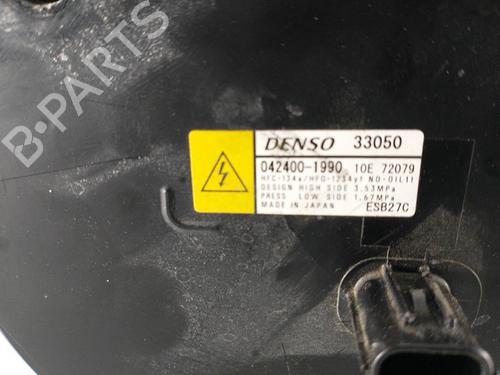 B-PARTS
DENSO 33050
042400-1990 10E 72079
HFC-134a/HFO-1234yf ND-OIL11
DESIGN HIGH SIDE 3.53MPa
PRESS LOW SIDE 1.67MPa
MADE IN JAPAN ESB27C